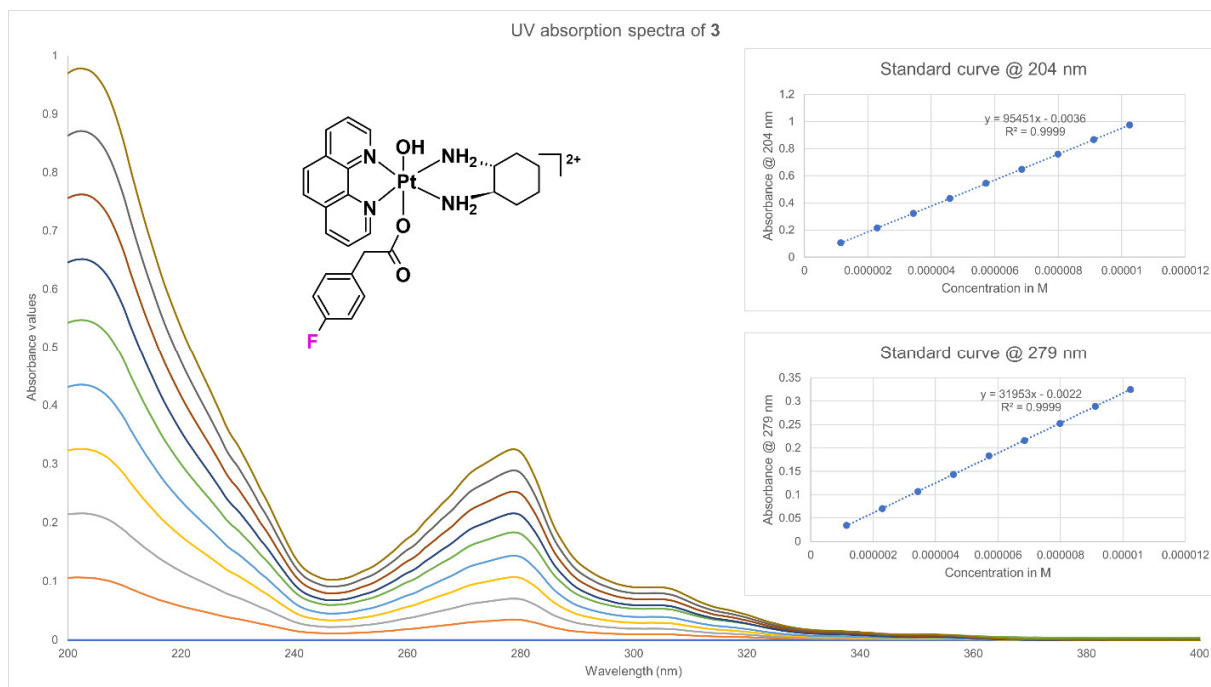 UV absorption spectra of 3
Absorbance values
1
0.9
0.8
0.7
0.6
0.5
0.4
0.3
0.2
0.1
0
200
220
240
260
280
300
320
340
360
380
400
Wavelength (nm)
OH
N
NH2
2+
Pt
N
NH2
O
O
F
Standard curve @ 204 nm
Absorbance @ 204 nm
1.2
1
0.8
0.6
0.4
0.2
0
y = 95451x - 0.0036
R² = 0.9999
0
0.000002
0.000004
0.000006
0.000008
0.00001
0.000012
Concentration in M
Standard curve @ 279 nm
Absorbance @ 279 nm
0.35
0.3
0.25
0.2
0.15
0.1
0.05
0
y = 31953x - 0.0022
R² = 0.9999
0
0.000002
0.000004
0.000006
0.000008
0.00001
0.000012
Concentration in M